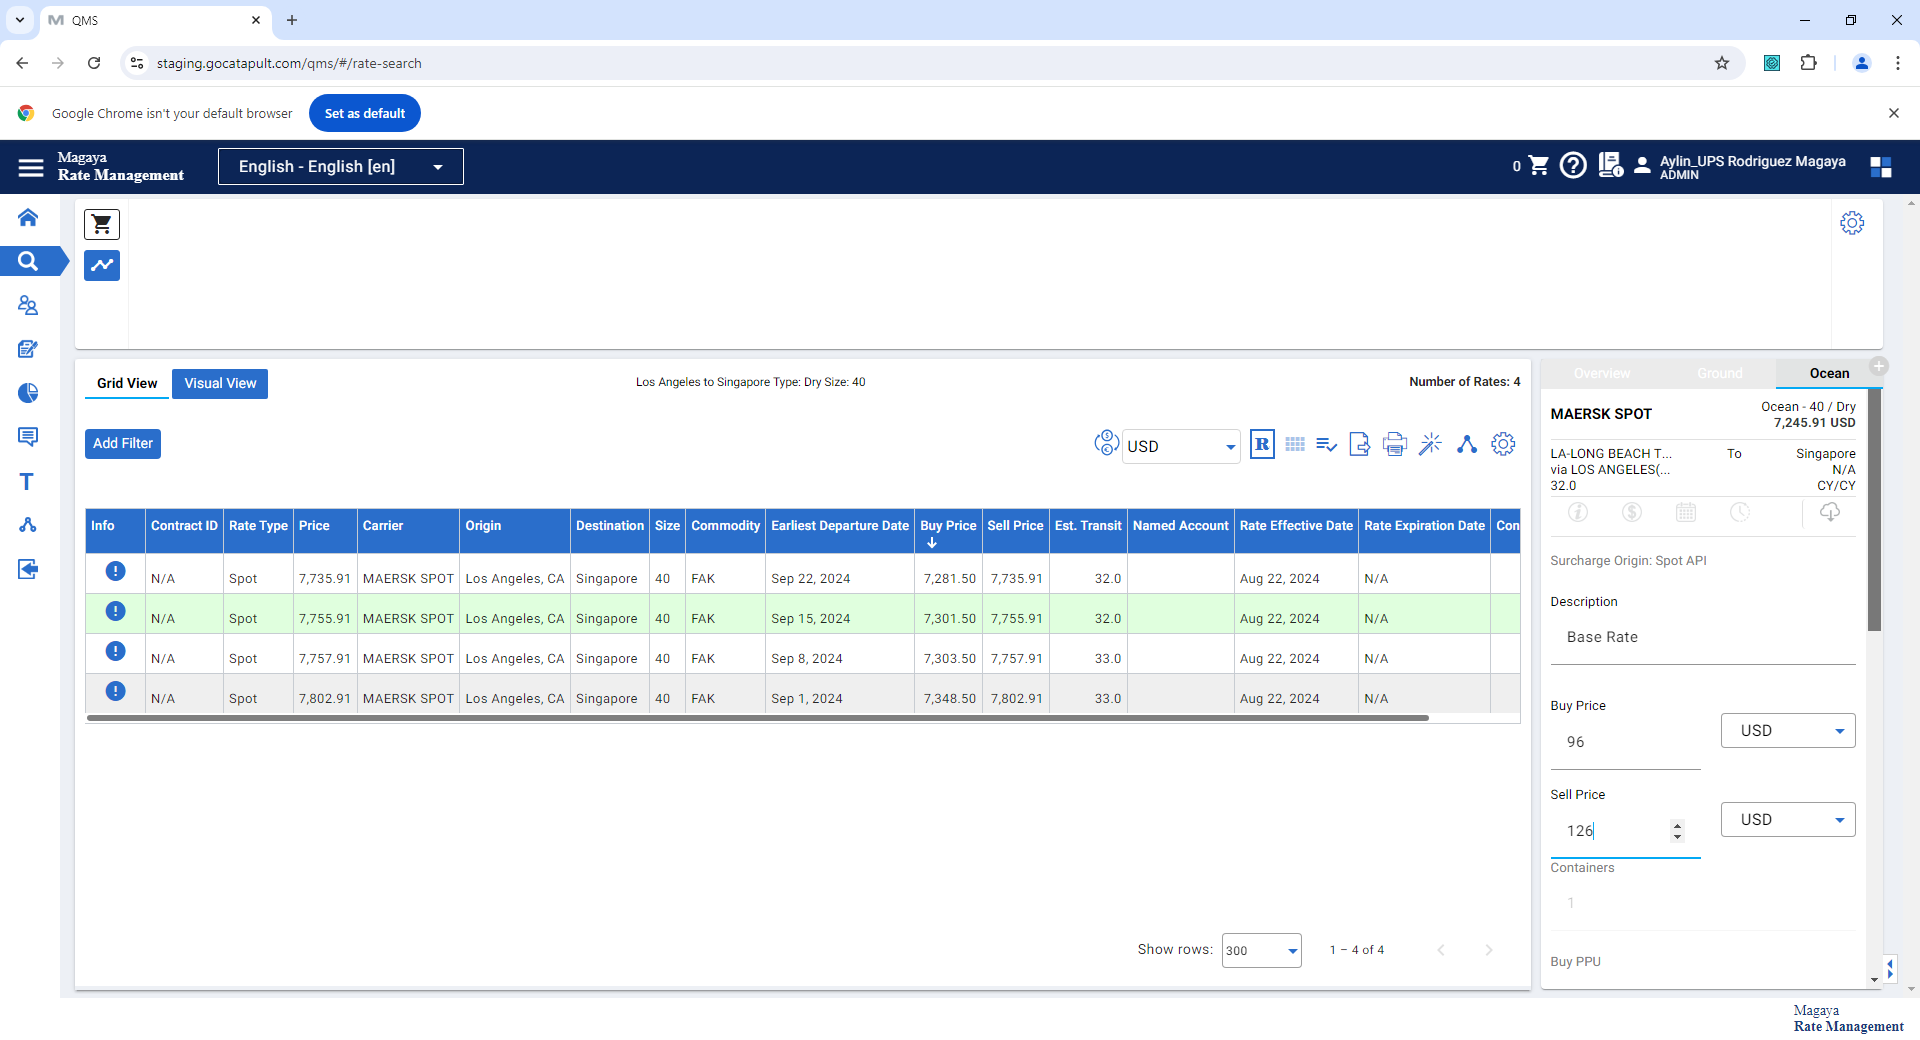 QMS
staging.gocatapult.com/qms/#/rate-search
Google Chrome isn't your default browser
Set as default
Magaya
Rate Management
English - English [en]
0
Aylin_UPS Rodriguez Magaya
ADMIN
Grid View
Visual View
Los Angeles to Singapore Type: Dry Size: 40
Number of Rates: 4
Add Filter
USD
R
Info Contract ID Rate Type Price Carrier Origin Destination Size Commodity Earliest Departure Date Buy Price Sell Price Est. Transit Named Account Rate Effective Date Rate Expiration Date Con
N/A Spot 7,735.91 MAERSK SPOT Los Angeles, CA Singapore 40 FAK Sep 22, 2024 7,281.50 7,735.91 32.0 Aug 22, 2024 N/A
N/A Spot 7,755.91 MAERSK SPOT Los Angeles, CA Singapore 40 FAK Sep 15, 2024 7,301.50 7,755.91 32.0 Aug 22, 2024 N/A
N/A Spot 7,757.91 MAERSK SPOT Los Angeles, CA Singapore 40 FAK Sep 8, 2024 7,303.50 7,757.91 33.0 Aug 22, 2024 N/A
N/A Spot 7,802.91 MAERSK SPOT Los Angeles, CA Singapore 40 FAK Sep 1, 2024 7,348.50 7,802.91 33.0 Aug 22, 2024 N/A
Show rows: 300 1 – 4 of 4
Overview Ground Ocean
MAERSK SPOT
Ocean - 40 / Dry
7,245.91 USD
LA-LONG BEACH T... To Singapore
via LOS ANGELES(... N/A
32.0 CY/CY
Surcharge Origin: Spot API
Description
Base Rate
Buy Price
96 USD
Sell Price
126 USD
Containers
1
Buy PPU
Magaya
Rate Management